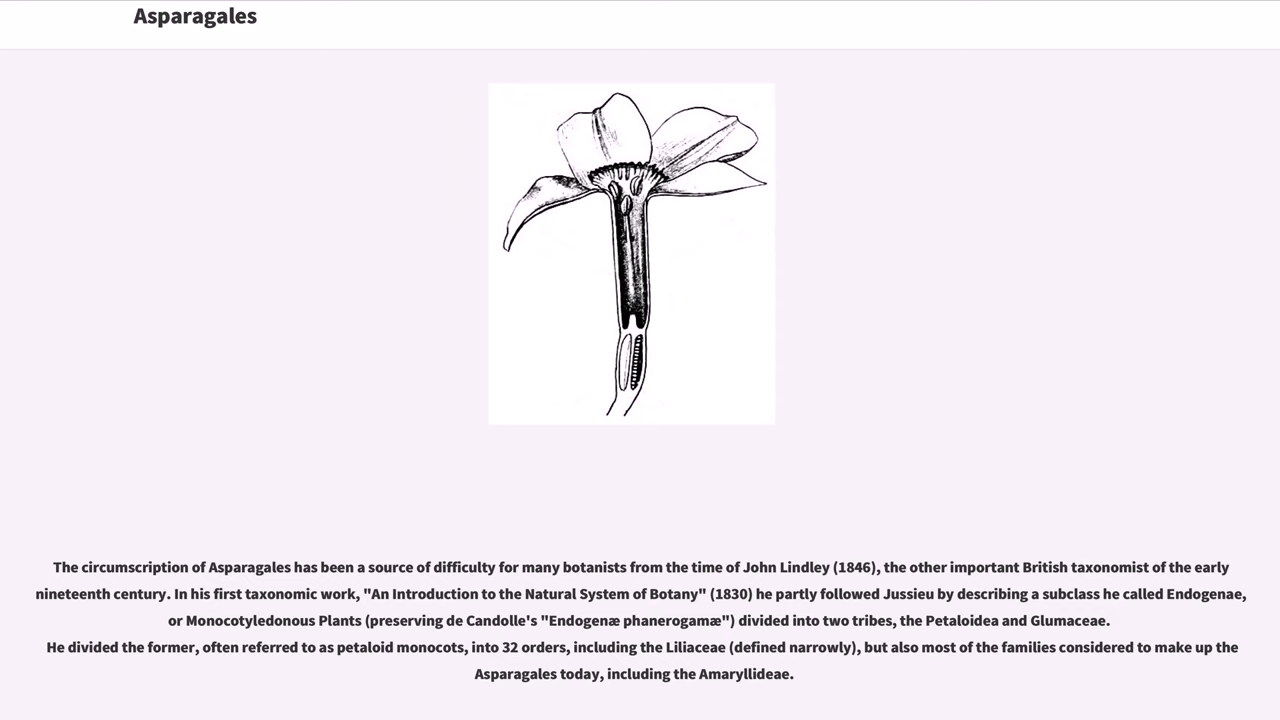 Asparagales
The circumscription of Asparagales has been a source of difficulty for many botanists from the time of John Lindley (1846), the other important British taxonomist of the early
nineteenth century. In his first taxonomic work, "An Introduction to the Natural System of Botany" (1830) he partly followed Jussieu by describing a subclass he called Endogenae,
or Monocotyledonous Plants (preserving de Candolle's "Endogenæ phanerogamæ") divided into two tribes, the Petaloidea and Glumaceae.
He divided the former, often referred to as petaloid monocots, into 32 orders, including the Liliaceae (defined narrowly), but also most of the families considered to make up the
Asparagales today, including the Amaryllideae.